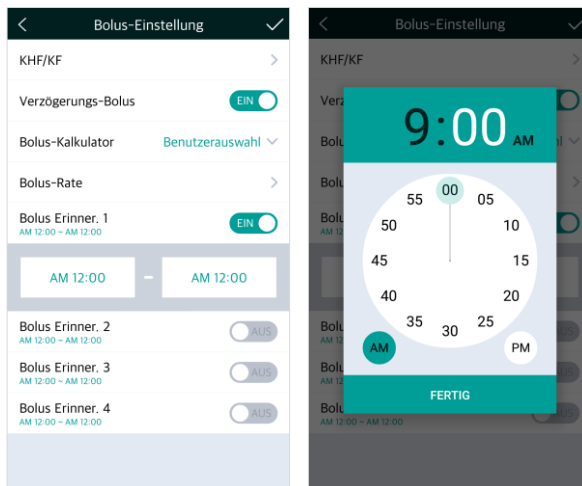 Bolus-Einstellung
KHF/KF
Verzögerungs-Bolus EIN
Bolus-Kalkulator Benutzerauswahl
Bolus-Rate
Bolus Erinner. 1 EIN
AM 12:00 ~ AM 12:00
AM 12:00 - AM 12:00
Bolus Erinner. 2 AUS
AM 12:00 ~ AM 12:00
Bolus Erinner. 3 AUS
AM 12:00 ~ AM 12:00
Bolus Erinner. 4 AUS
AM 12:00 ~ AM 12:00
Bolus-Einstellung
KHF/KF
9:00 AM
00
55 05
50 10
45 15
40 20
35 25
30
AM PM
FERTIG
AM 12:00 ~ AM 12:00